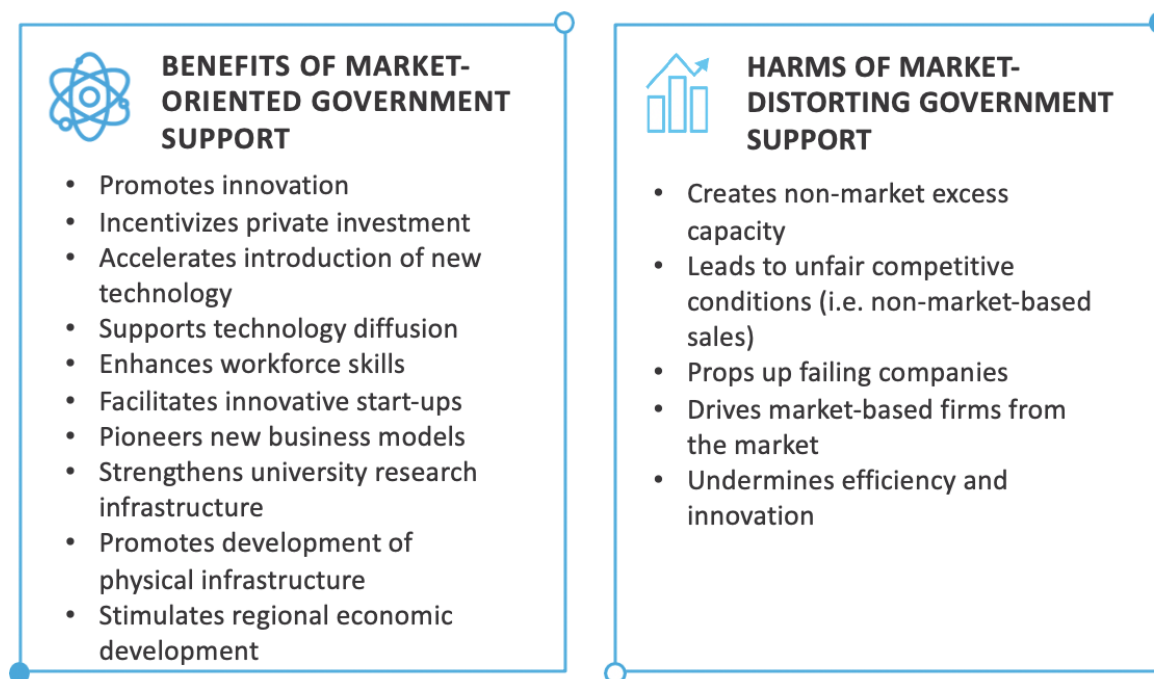 BENEFITS OF MARKET-
ORIENTED GOVERNMENT
SUPPORT
• Promotes innovation
• Incentivizes private investment
• Accelerates introduction of new
technology
• Supports technology diffusion
• Enhances workforce skills
• Facilitates innovative start-ups
• Pioneers new business models
• Strengthens university research
infrastructure
• Promotes development of
physical infrastructure
• Stimulates regional economic
development
HARMS OF MARKET-
DISTORTING GOVERNMENT
SUPPORT
• Creates non-market excess
capacity
• Leads to unfair competitive
conditions (i.e. non-market-based
sales)
• Props up failing companies
• Drives market-based firms from
the market
• Undermines efficiency and
innovation